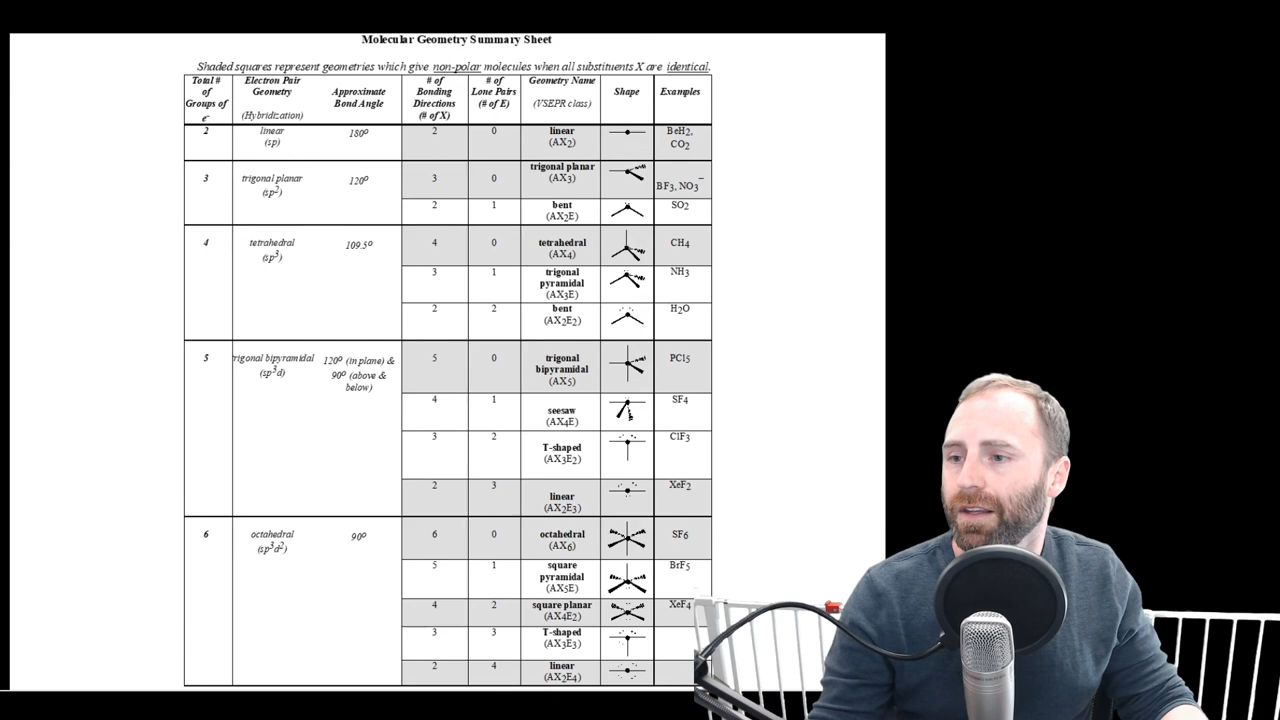 Molecular Geometry Summary Sheet
Shaded squares represent geometries which give non-polar molecules when all substituents X are identical.
Total # of Groups of e- Electron Pair Geometry (Hybridization) Approximate Bond Angle # of Bonding Directions (# of X) # of Lone Pairs (# of E) Geometry Name (VSEPR class) Shape Examples
2 linear (sp) 180º 2 0 linear (AX2) BeH2, CO2
3 trigonal planar (sp2) 120º 3 0 trigonal planar (AX3) BF3, NO3–
2 1 bent (AX2E) SO2
4 tetrahedral (sp3) 109.5º 4 0 tetrahedral (AX4) CH4
3 1 trigonal pyramidal (AX3E) NH3
2 2 bent (AX2E2) H2O
5 rigonal bipyramidal (sp3d) 120º (in plane) & 90º (above & below) 5 0 trigonal bipyramidal (AX5) PCl5
4 1 seesaw (AX4E) SF4
3 2 T-shaped (AX3E2) ClF3
2 3 linear (AX2E3) XeF2
6 octahedral (sp3d2) 90º 6 0 octahedral (AX6) SF6
5 1 square pyramidal (AX5E) BrF5
4 2 square planar (AX4E2) XeF4
3 3 T-shaped (AX3E3)
2 4 linear (AX2E4)